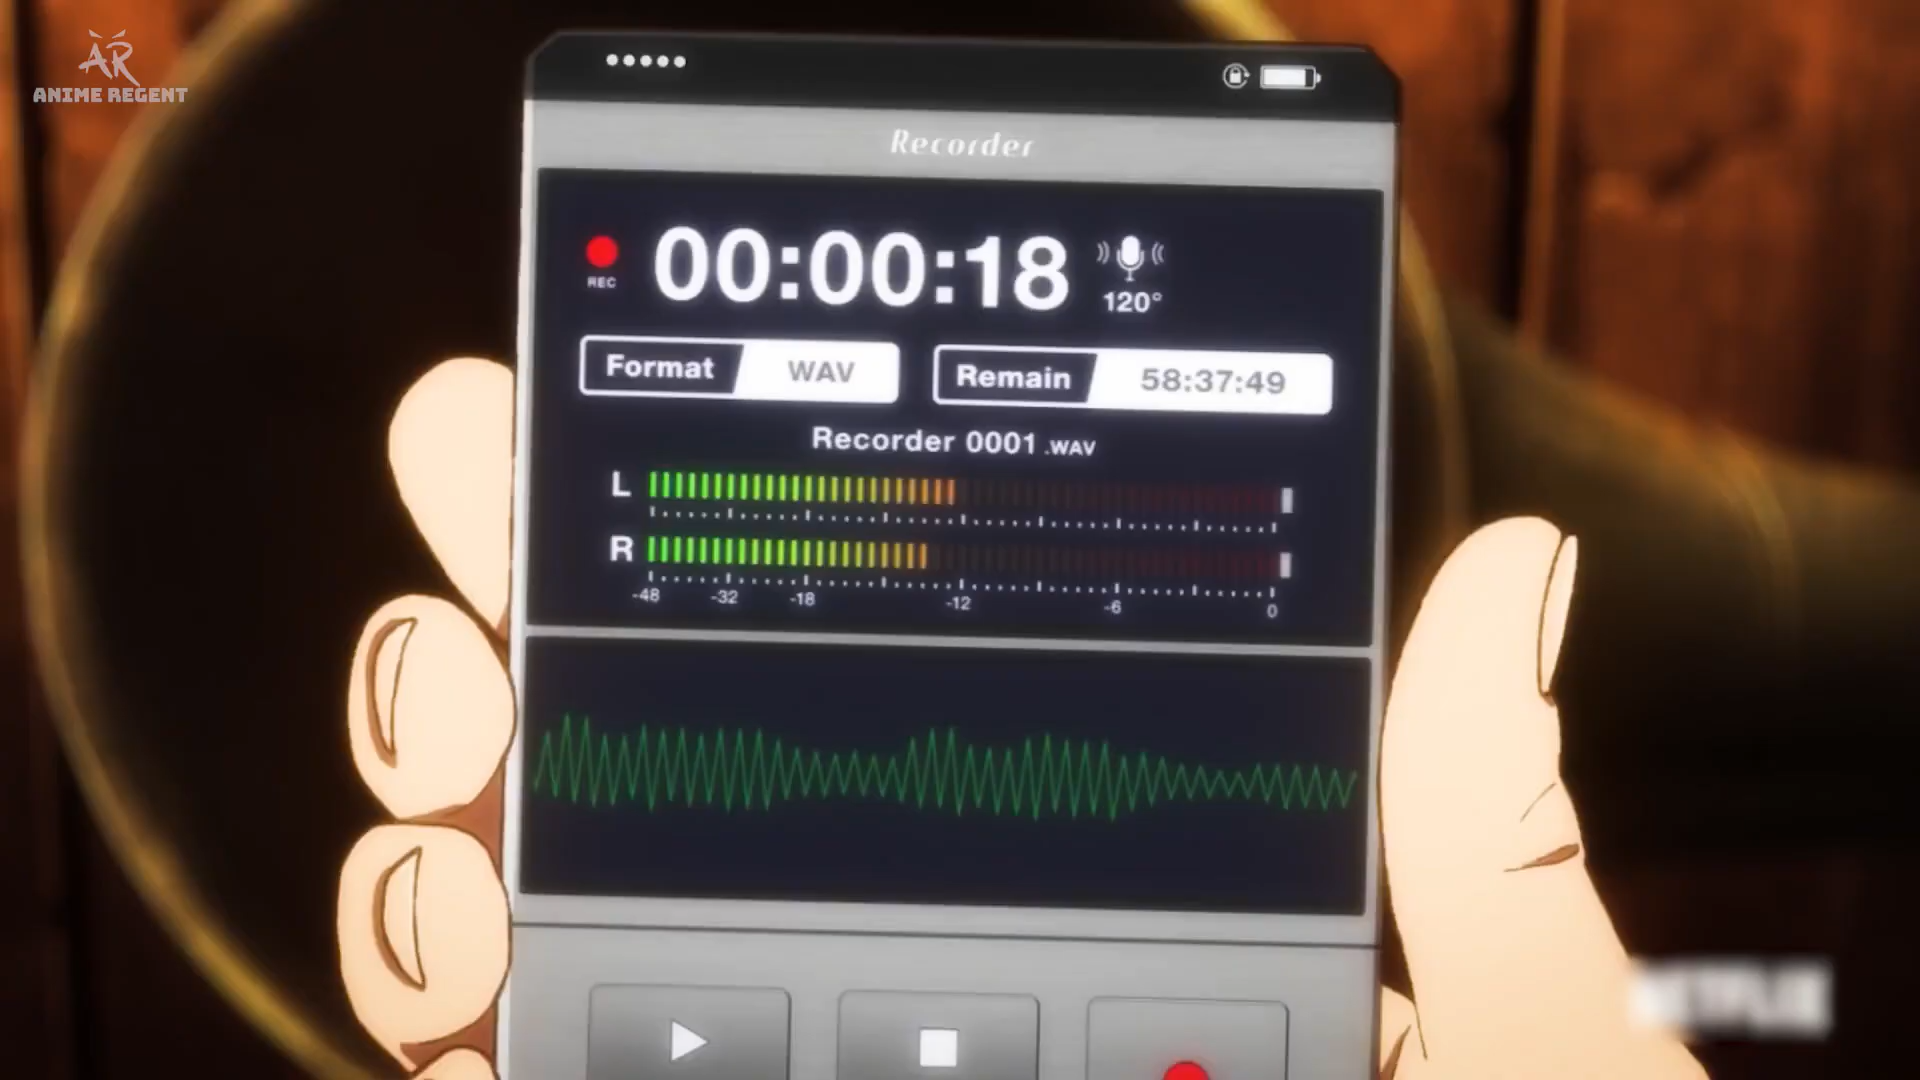 AR
ANIME REGENT
Recorder
REC
00:00:18
120°
Format WAV
Remain 58:37:49
Recorder 0001.WAV
L
R
-48 -32 -18 -12 -6 0